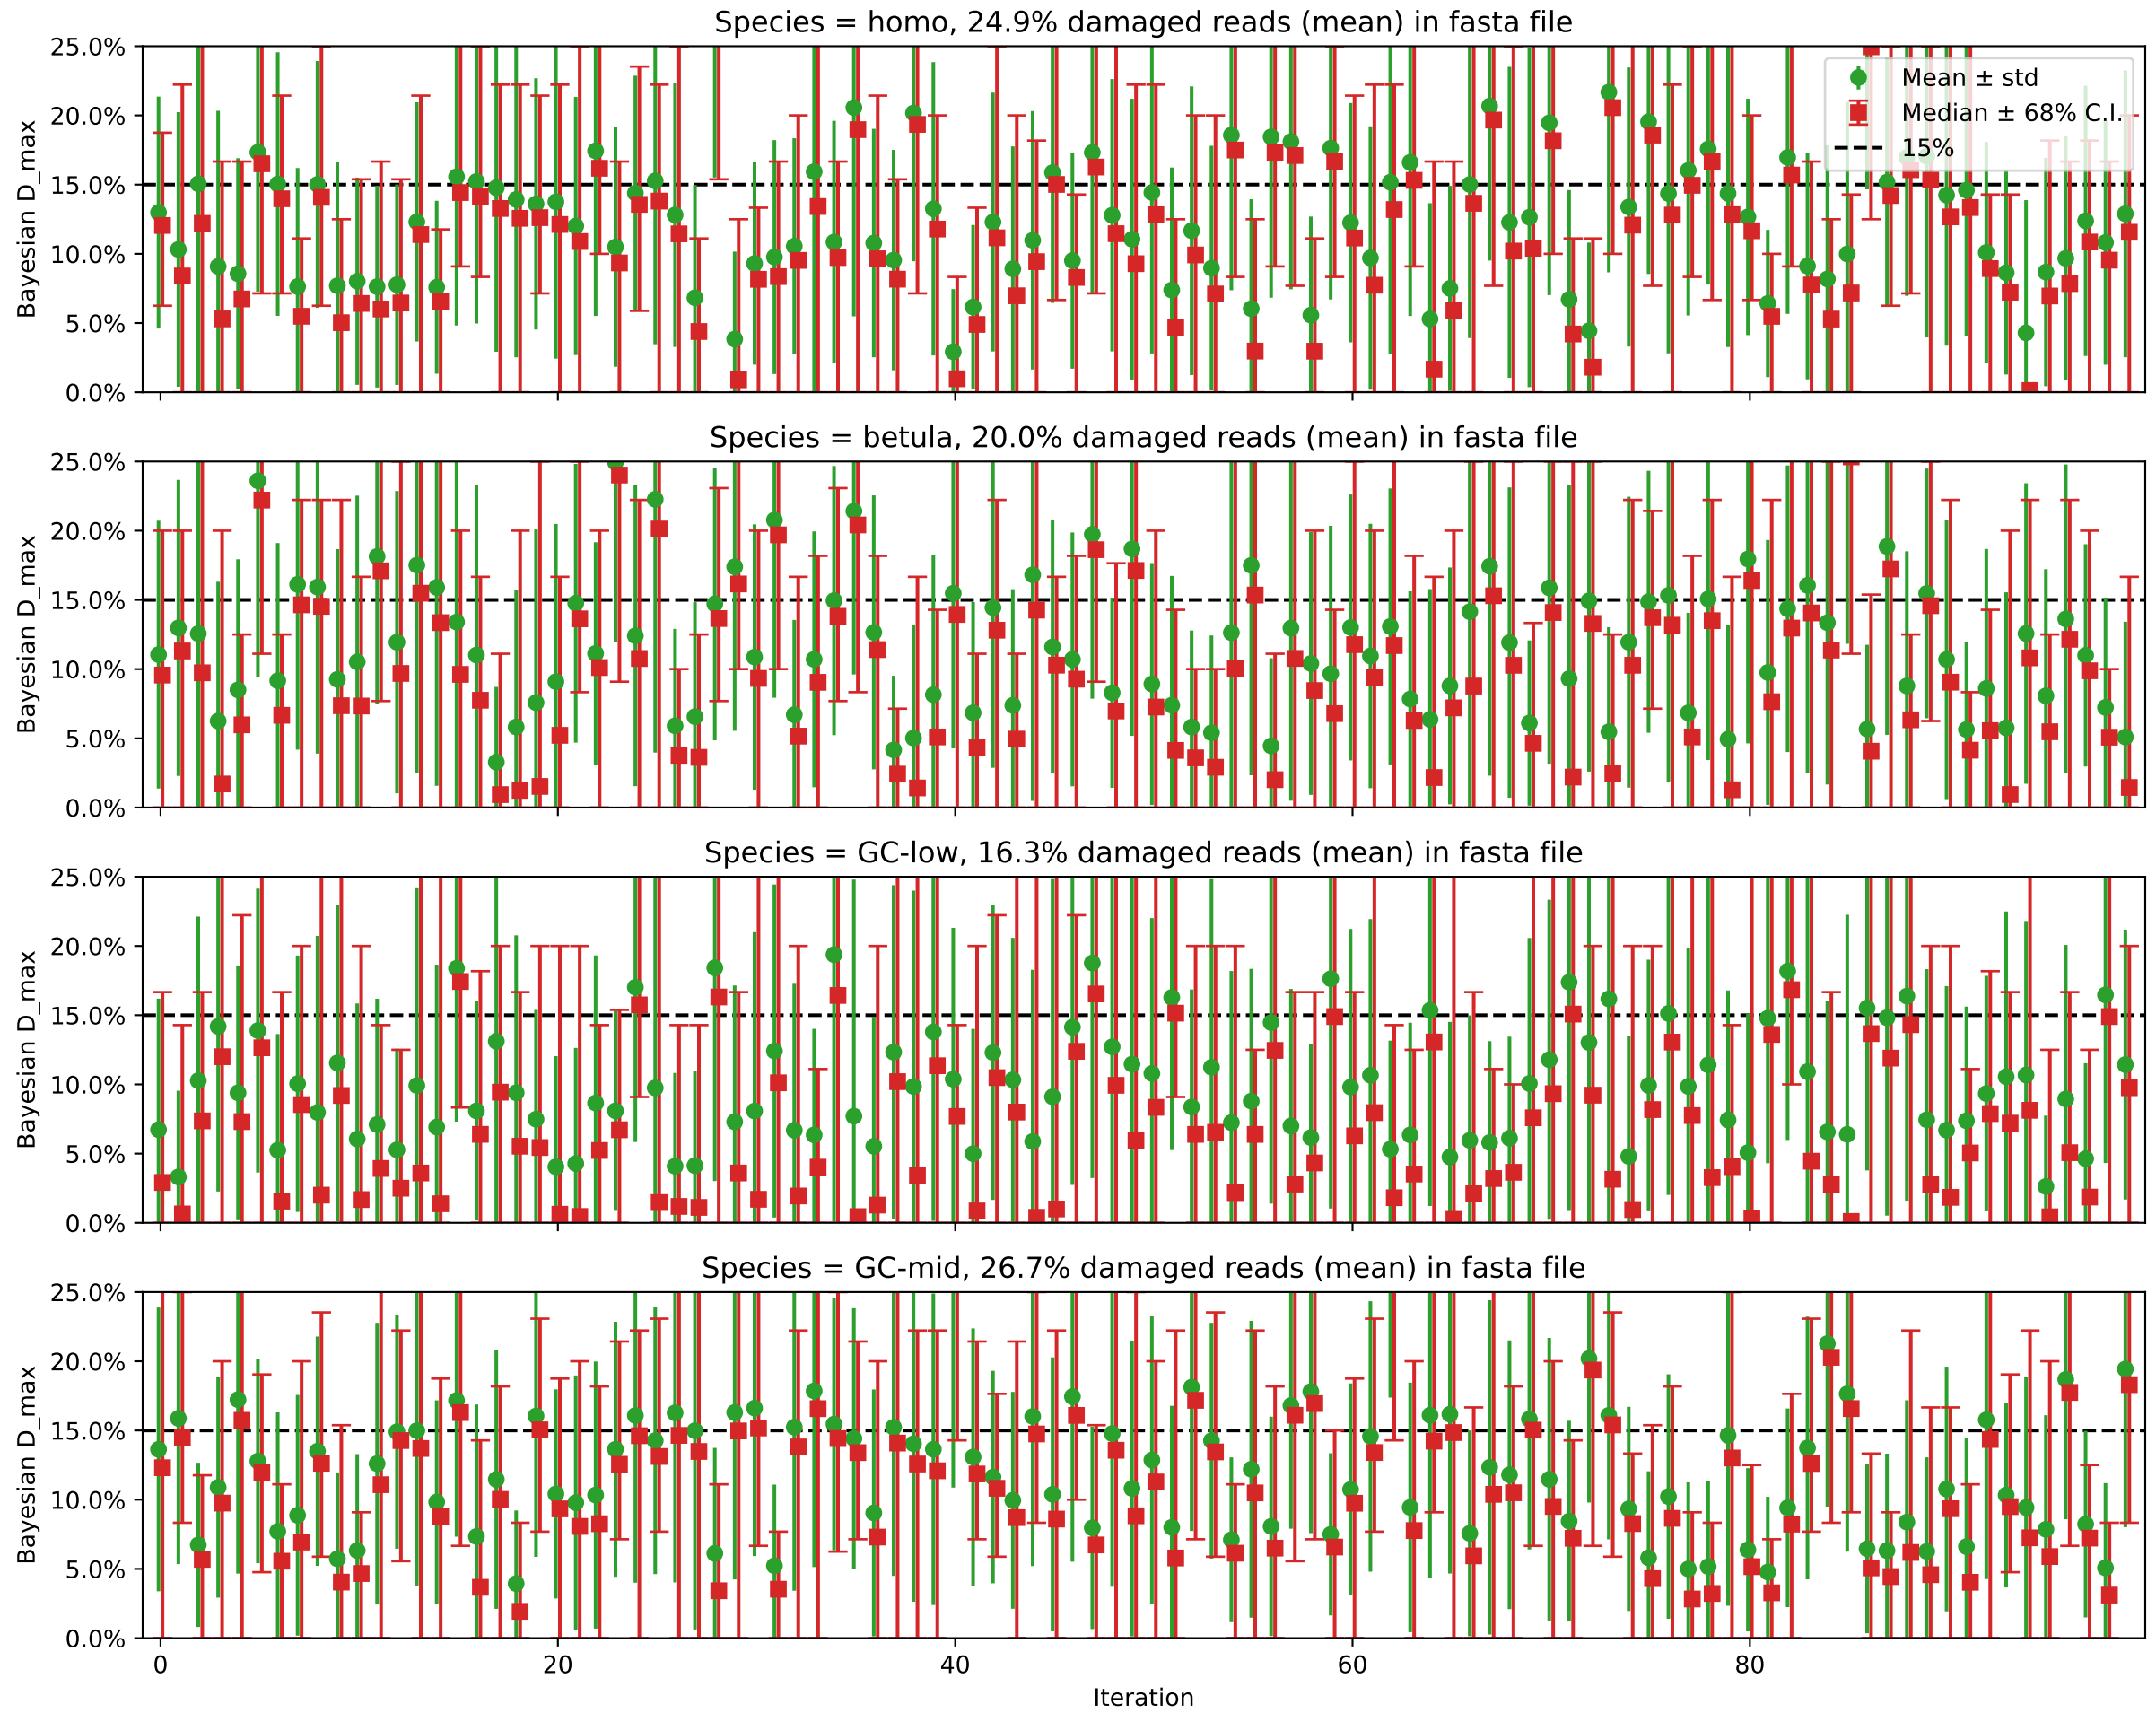 Species = homo, 24.9% damaged reads (mean) in fasta file
25.0%
20.0%
15.0%
10.0%
5.0%
0.0%
Bayesian D_max
Mean ± std
Median ± 68% C.I.
15%
Species = betula, 20.0% damaged reads (mean) in fasta file
25.0%
20.0%
15.0%
10.0%
5.0%
0.0%
Bayesian D_max
Species = GC-low, 16.3% damaged reads (mean) in fasta file
25.0%
20.0%
15.0%
10.0%
5.0%
0.0%
Bayesian D_max
Species = GC-mid, 26.7% damaged reads (mean) in fasta file
25.0%
20.0%
15.0%
10.0%
5.0%
0.0%
Bayesian D_max
0 20 40 60 80
Iteration